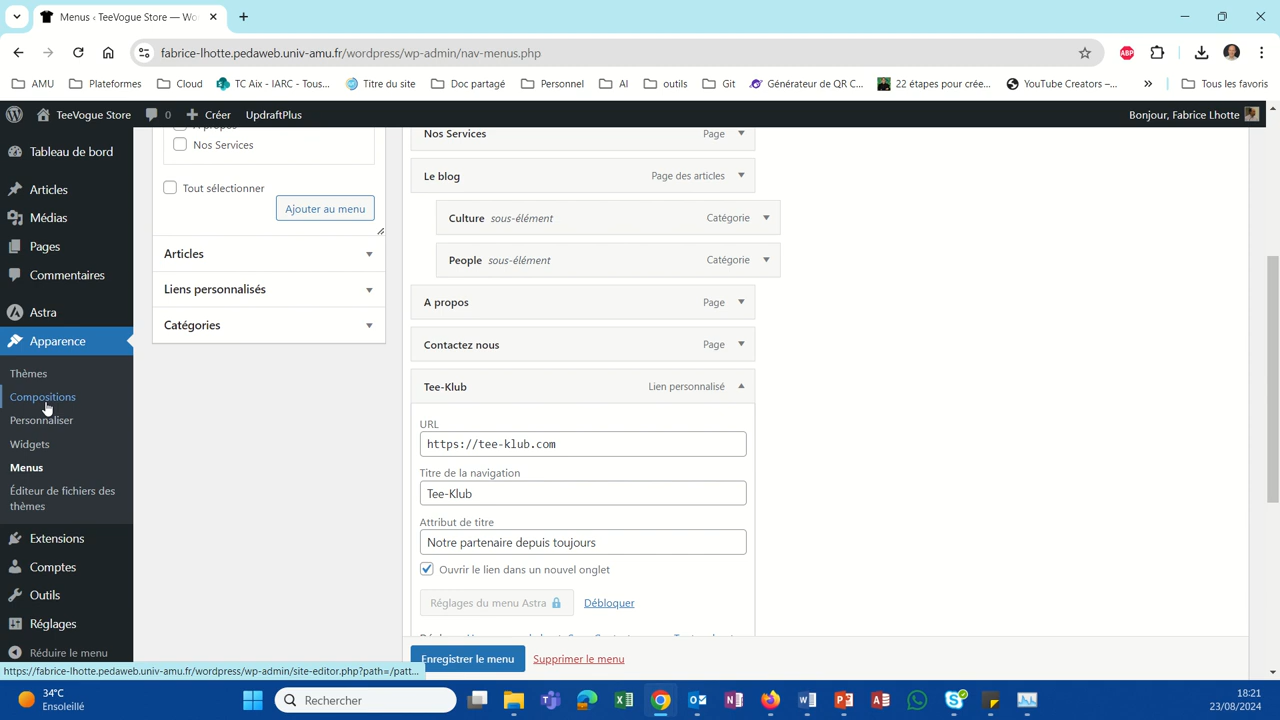 Menus ‹ TeeVogue Store — Wo
fabrice-lhotte.pedaweb.univ-amu.fr/wordpress/wp-admin/nav-menus.php
ABP
AMU
Plateformes
Cloud
TC Aix - IARC - Tous...
Titre du site
Doc partagé
Personnel
AI
outils
Git
Générateur de QR C...
22 étapes pour crée...
YouTube Creators –...
»
Tous les favoris
TeeVogue Store
0
Créer
UpdraftPlus
Bonjour, Fabrice Lhotte
Tableau de bord
Articles
Médias
Pages
Commentaires
Astra
Apparence
Thèmes
Compositions
Personnaliser
Widgets
Menus
Éditeur de fichiers des
thèmes
Extensions
Comptes
Outils
Réglages
Réduire le menu
A propos
Nos Services
Tout sélectionner
Ajouter au menu
Articles
Liens personnalisés
Catégories
Nos Services Page
Le blog Page des articles
Culture sous-élément Catégorie
People sous-élément Catégorie
A propos Page
Contactez nous Page
Tee-Klub Lien personnalisé
URL
https://tee-klub.com
Titre de la navigation
Tee-Klub
Attribut de titre
Notre partenaire depuis toujours
Ouvrir le lien dans un nouvel onglet
Réglages du menu Astra
Débloquer
Enregistrer le menu
Supprimer le menu
https://fabrice-lhotte.pedaweb.univ-amu.fr/wordpress/wp-admin/site-editor.php?path=/patt...
34°C
Ensoleillé
Rechercher
18:21
23/08/2024